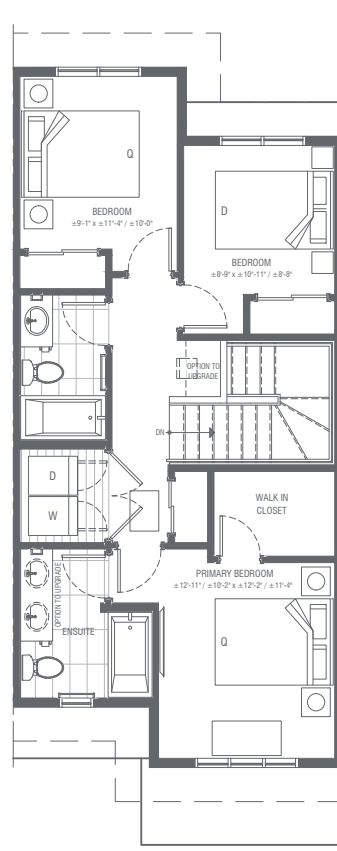 Q
BEDROOM
±9'-1" x ±11'-4" / ±10'-0"
D
BEDROOM
±8'-9" x ±10'-11" / ±8'-8"
OPTION TO
UPGRADE
DN
D
W
WALK IN
CLOSET
OPTION TO UPGRADE
ENSUITE
PRIMARY BEDROOM
±12'-11" / ±10'-2" x ±12'-2" / ±11'-4"
Q